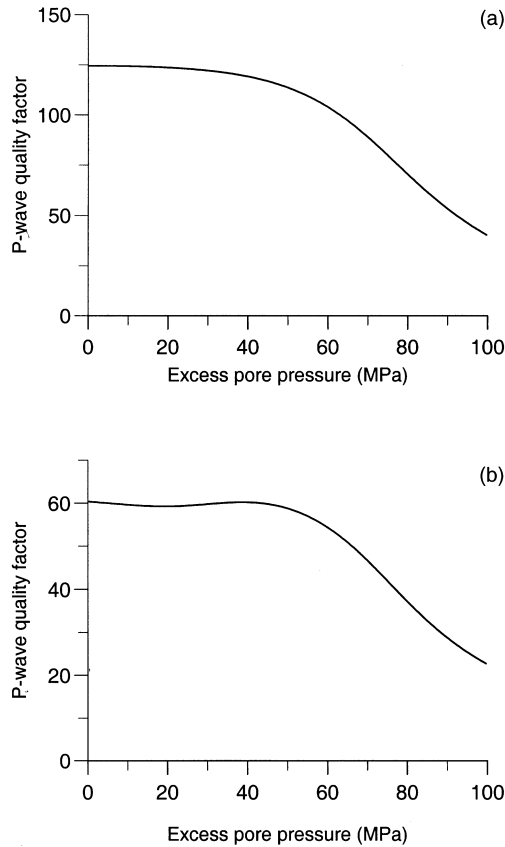 (a)
150
100
50
0
P-wave quality factor
0 20 40 60 80 100
Excess pore pressure (MPa)
(b)
60
40
20
0
P-wave quality factor
0 20 40 60 80 100
Excess pore pressure (MPa)